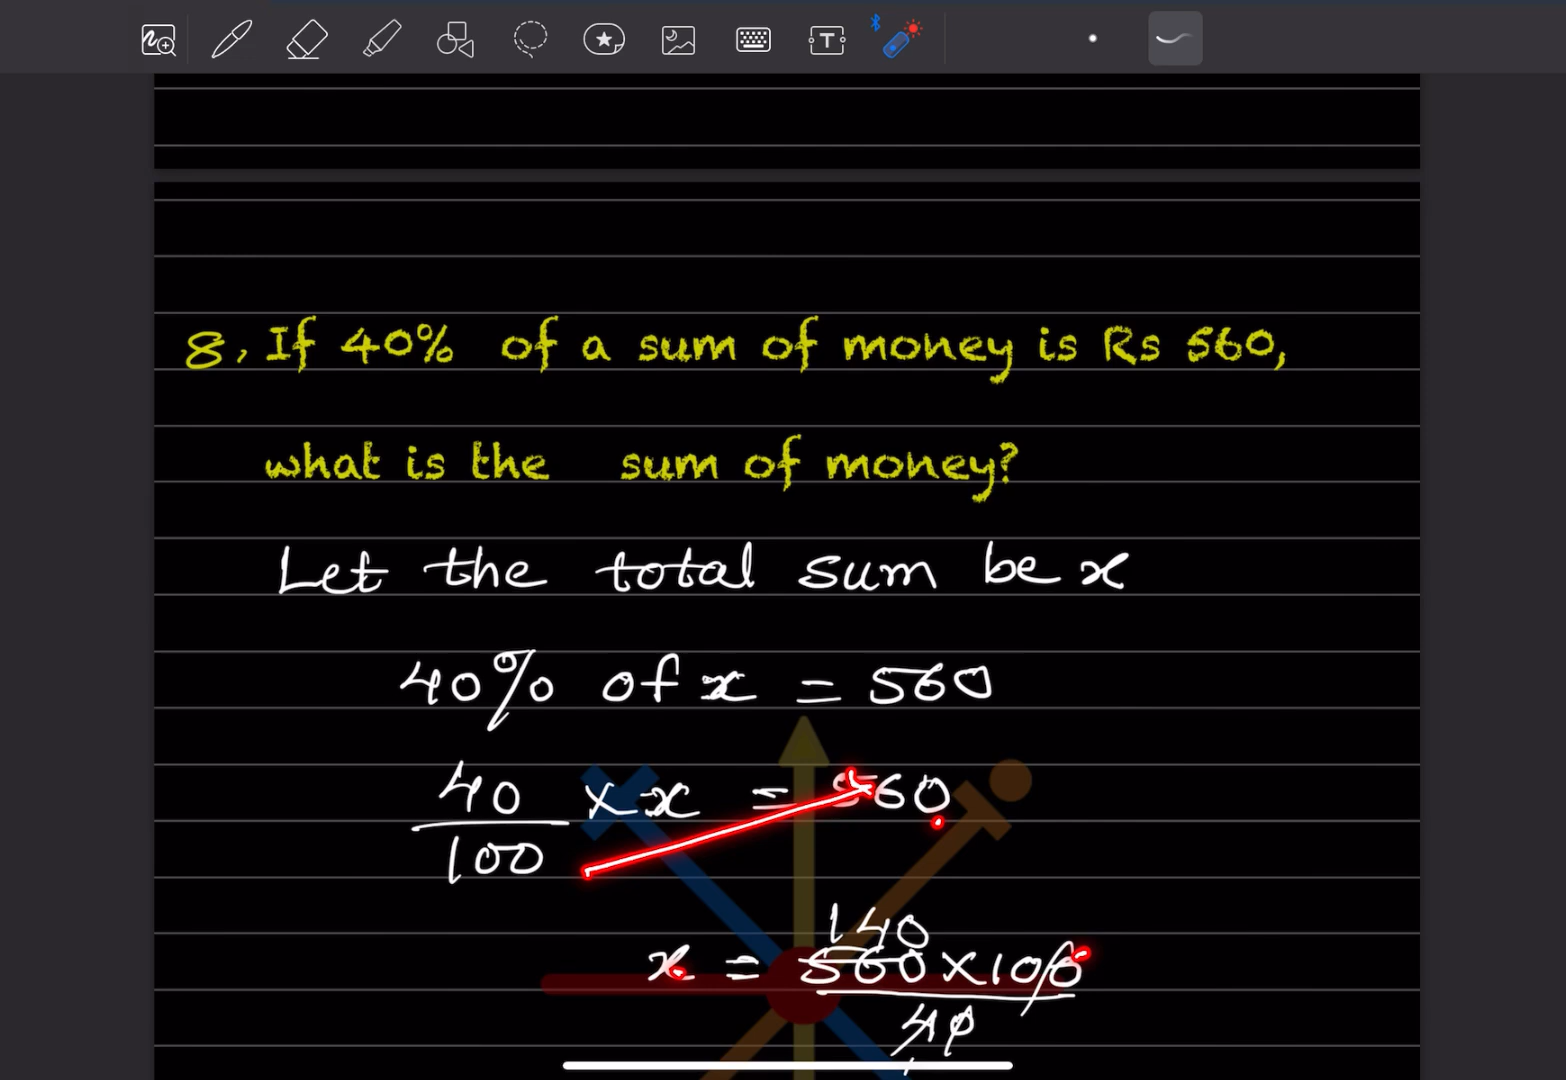 8, If 40% of a sum of money is Rs 560,
what is the sum of money?
Let the total sum be x
40% of x = 560
40/100 × x = 560
140
x = 560 × 100
40